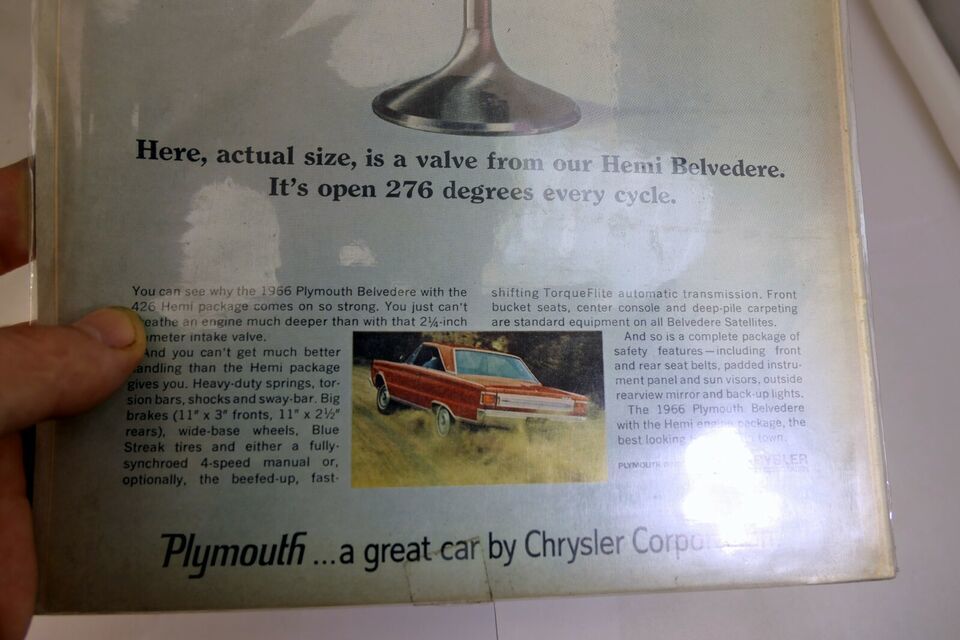 Here, actual size, is a valve from our Hemi Belvedere.
It's open 276 degrees every cycle.
You can see why the 1966 Plymouth Belvedere with the
426 Hemi package comes on so strong. You just can't
breathe an engine much deeper than with that 2¼-inch
diameter intake valve.
And you can't get much better
handling than the Hemi package
gives you. Heavy-duty springs, tor-
sion bars, shocks and sway-bar. Big
brakes (11" x 3" fronts, 11" x 2½"
rears), wide-base wheels, Blue
Streak tires and either a fully-
synchroed 4-speed manual or,
optionally, the beefed-up, fast-
shifting TorqueFlite automatic transmission. Front
bucket seats, center console and deep-pile carpeting
are standard equipment on all Belvedere Satellites.
And so is a complete package of
safety features—including front
and rear seat belts, padded instru-
ment panel and sun visors, outside
rearview mirror and back-up lights.
The 1966 Plymouth Belvedere
with the Hemi engine package, the
best looking in town.
PLYMOUTH CHRYSLER
Plymouth ...a great car by Chrysler Corporation